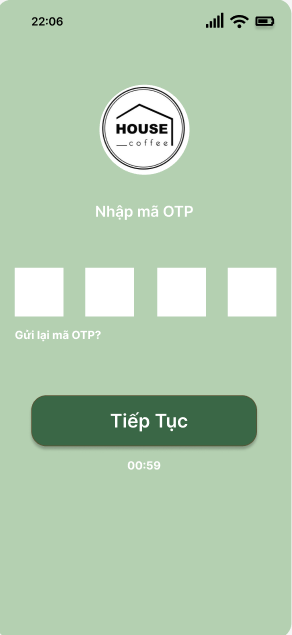 22:06
HOUSE
coffee
Nhập mã OTP
Gửi lại mã OTP?
Tiếp Tục
00:59